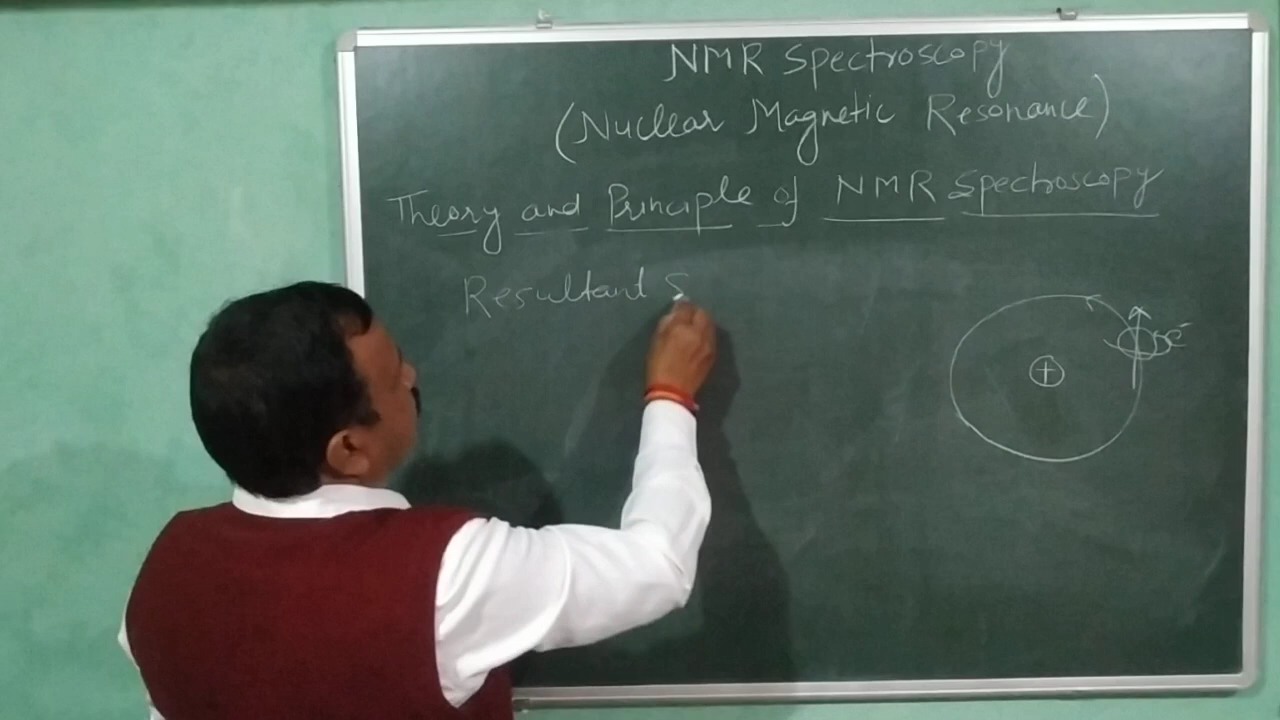 NMR Spectroscopy
(Nuclear Magnetic Resonance)
Theory and Principle of NMR Spectroscopy
Resultant S
+
e⁻